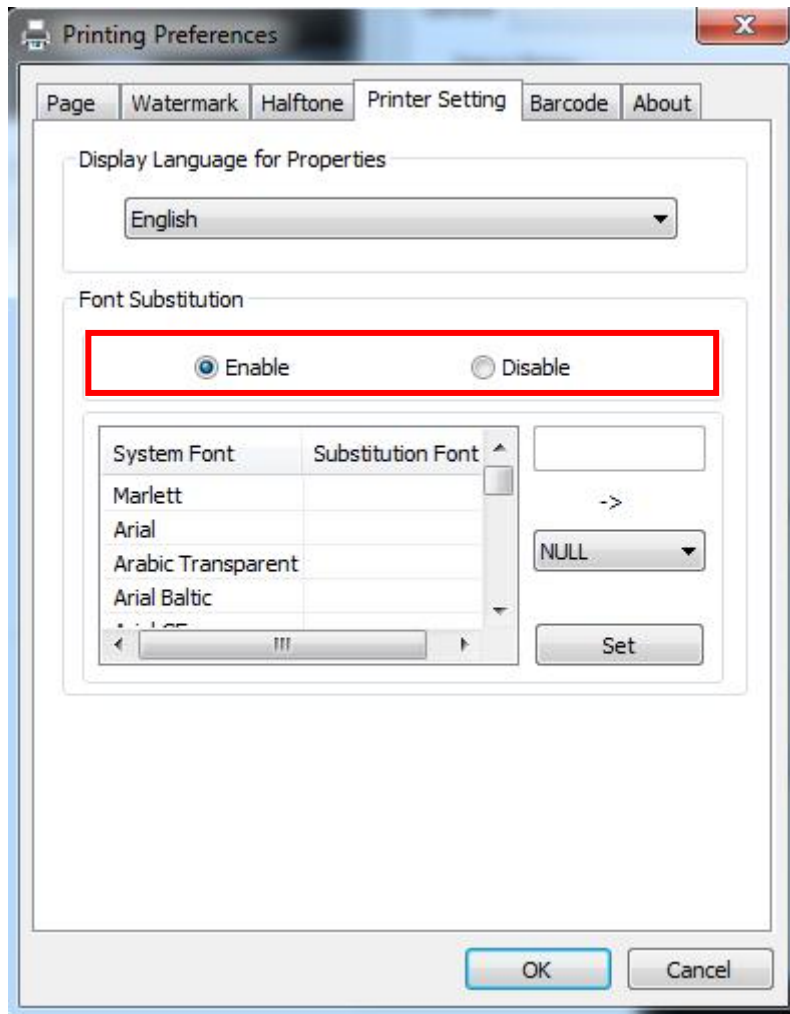 Printing Preferences
Page Watermark Halftone Printer Setting Barcode About
Display Language for Properties
English
Font Substitution
Enable Disable
System Font Substitution Font
Marlett
->
Arial
NULL
Arabic Transparent
Arial Baltic
Set
OK Cancel